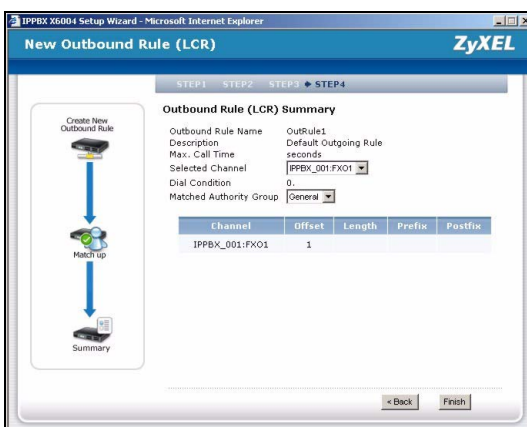 IPPBX X6004 Setup Wizard - Microsoft Internet Explorer
New Outbound Rule (LCR)
ZyXEL
STEP1 STEP2 STEP3 STEP4
Create New
Outbound Rule
Match up
Summary
Outbound Rule (LCR) Summary
Outbound Rule Name OutRule1
Description Default Outgoing Rule
Max. Call Time seconds
Selected Channel IPPBX_001:FXO1
Dial Condition 0.
Matched Authority Group General
Channel Offset Length Prefix Postfix
IPPBX_001:FXO1 1
< Back Finish